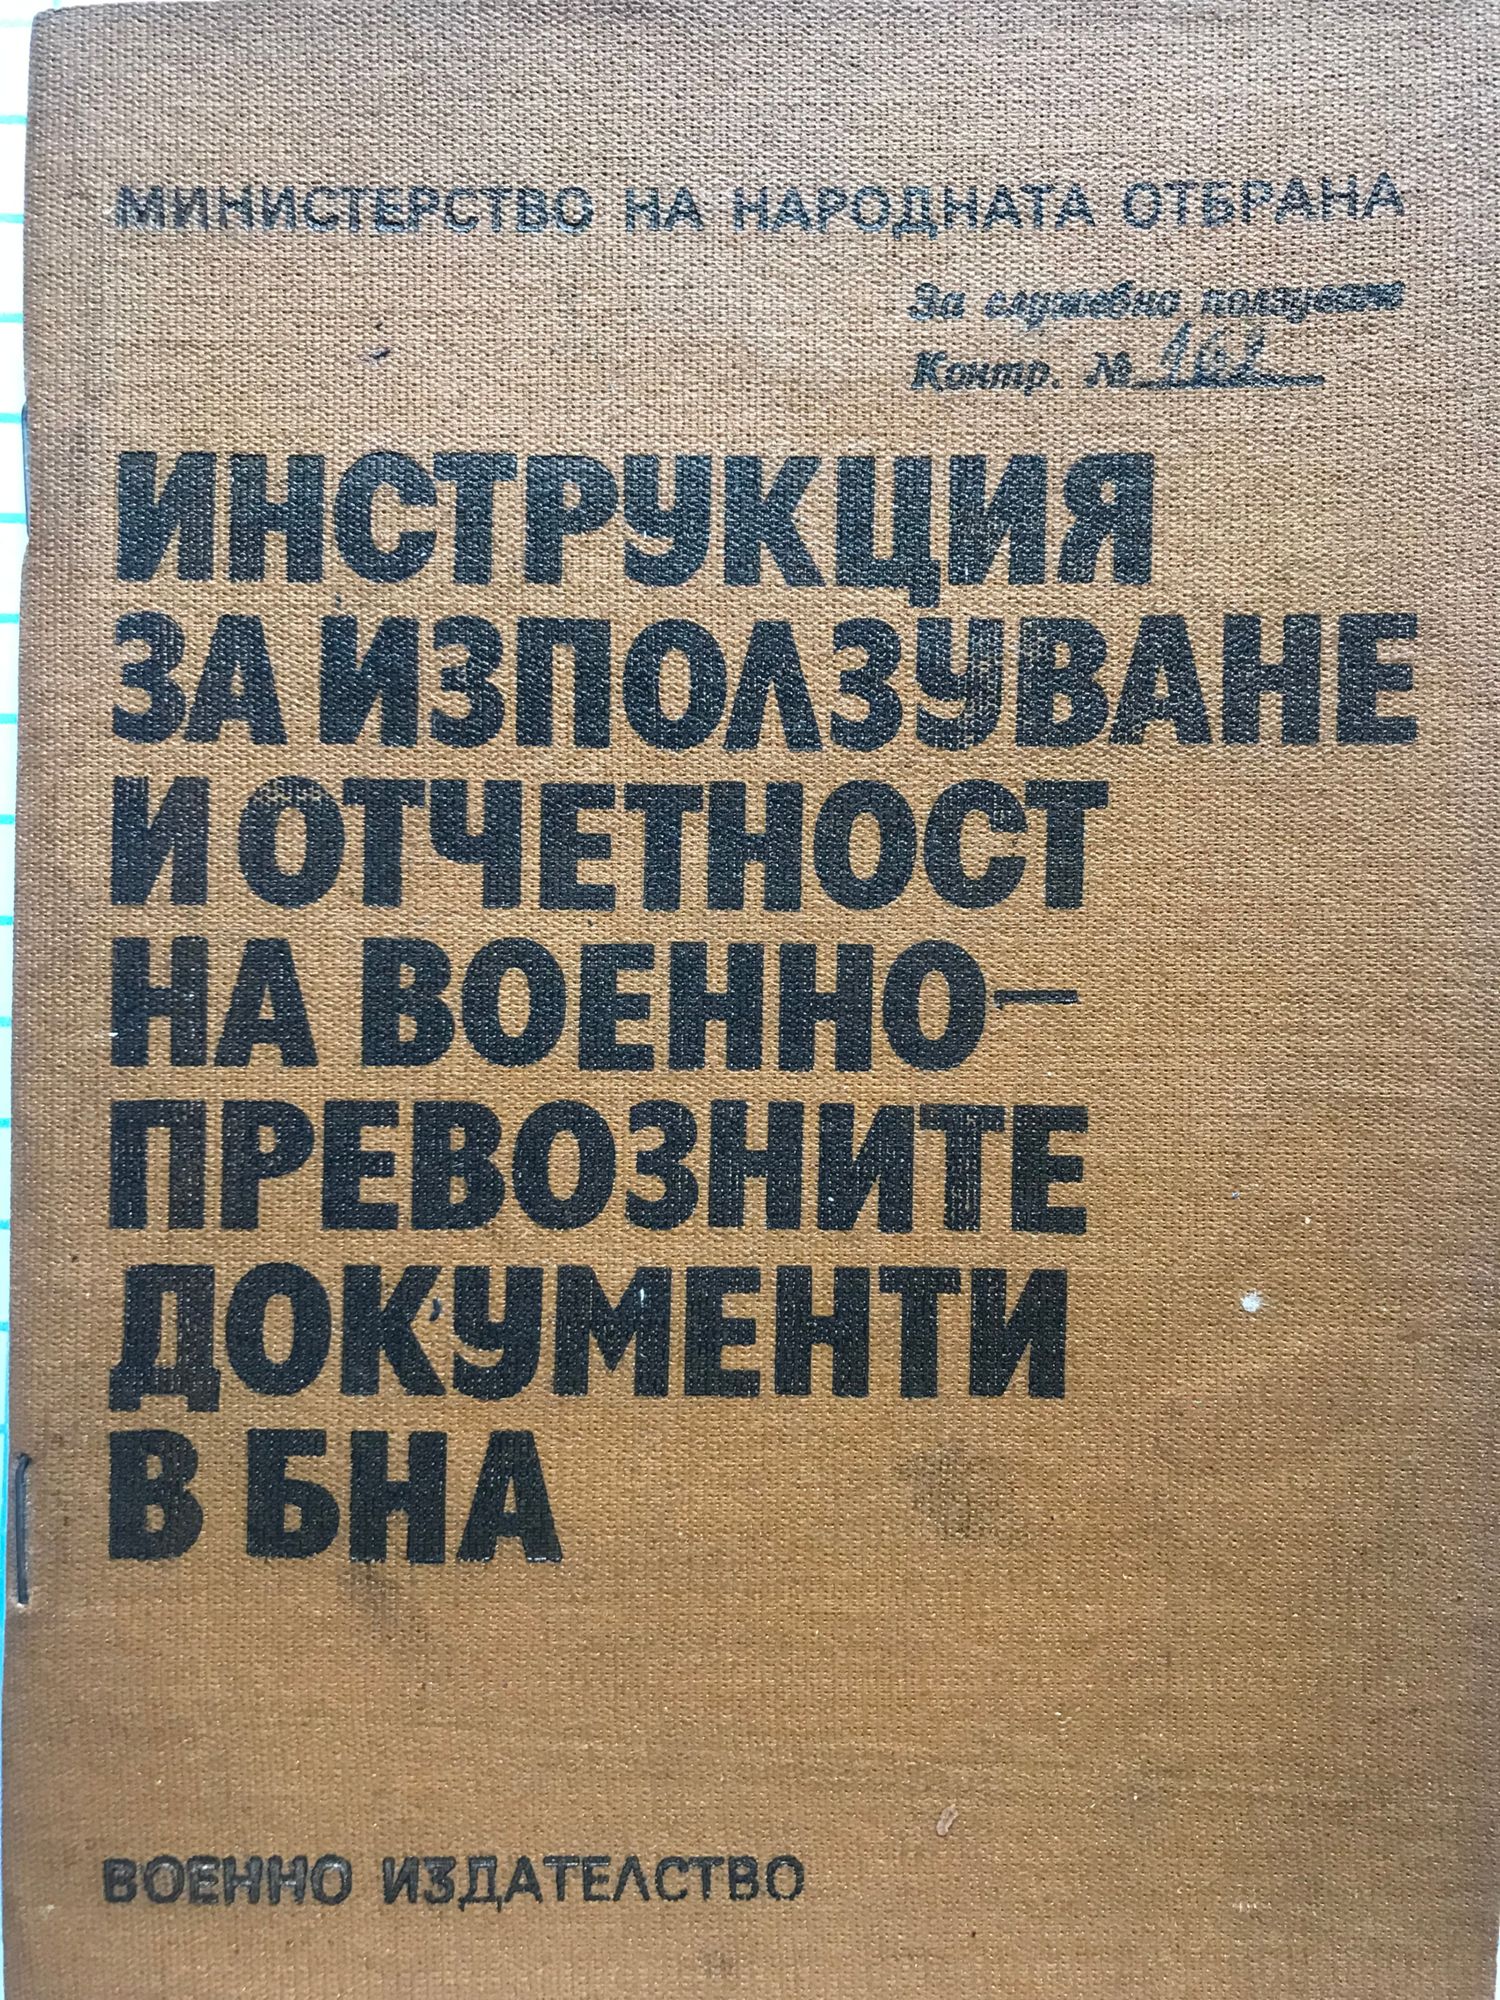 МИНИСТЕРСТВО НА НАРОДНАТА ОТБРАНА
За служебно ползуване
Контр. №
ИНСТРУКЦИЯ
ЗА ИЗПОЛЗУВАНЕ
И ОТЧЕТНОСТ
НА ВОЕННО-
ПРЕВОЗНИТЕ
ДОКУМЕНТИ
В БНА
ВОЕННО ИЗДАТЕЛСТВО